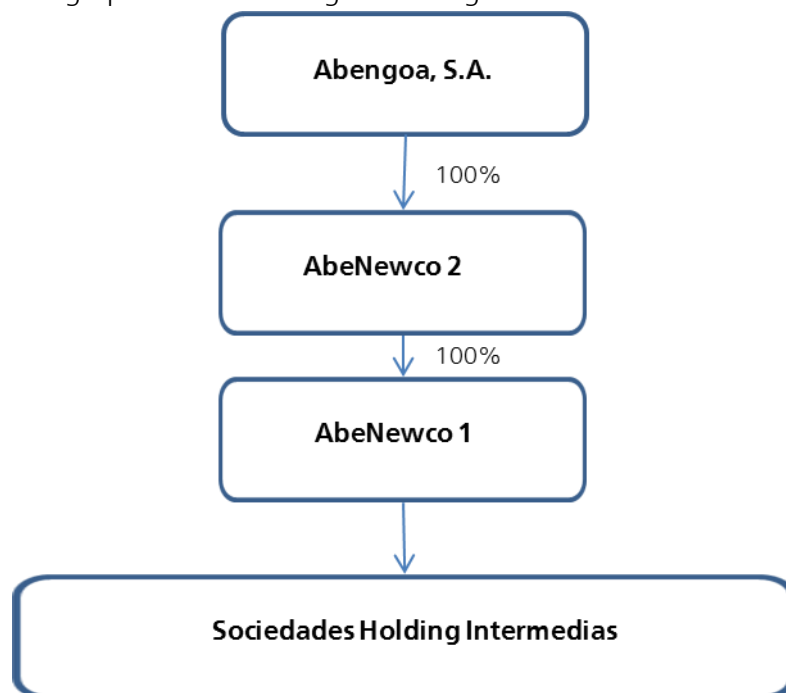 Abengoa, S.A.
100%
AbeNewco 2
100%
AbeNewco 1
Sociedades Holding Intermedias